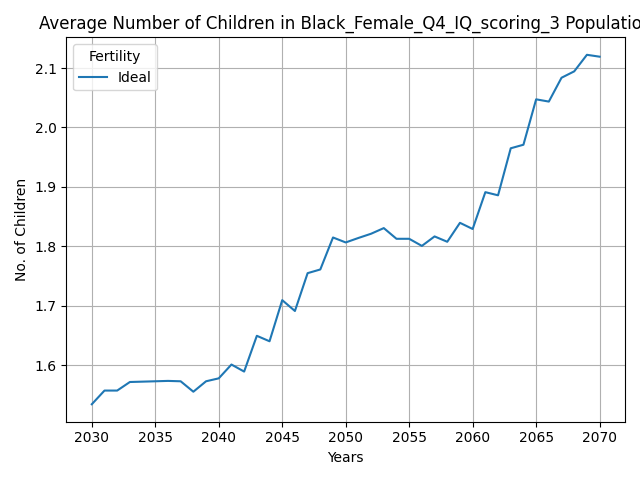 Average Number of Children in Black_Female_Q4_IQ_scoring_3 Populatio
Fertility
Ideal
No. of Children
2.1
2.0
1.9
1.8
1.7
1.6
2030 2035 2040 2045 2050 2055 2060 2065 2070
Years